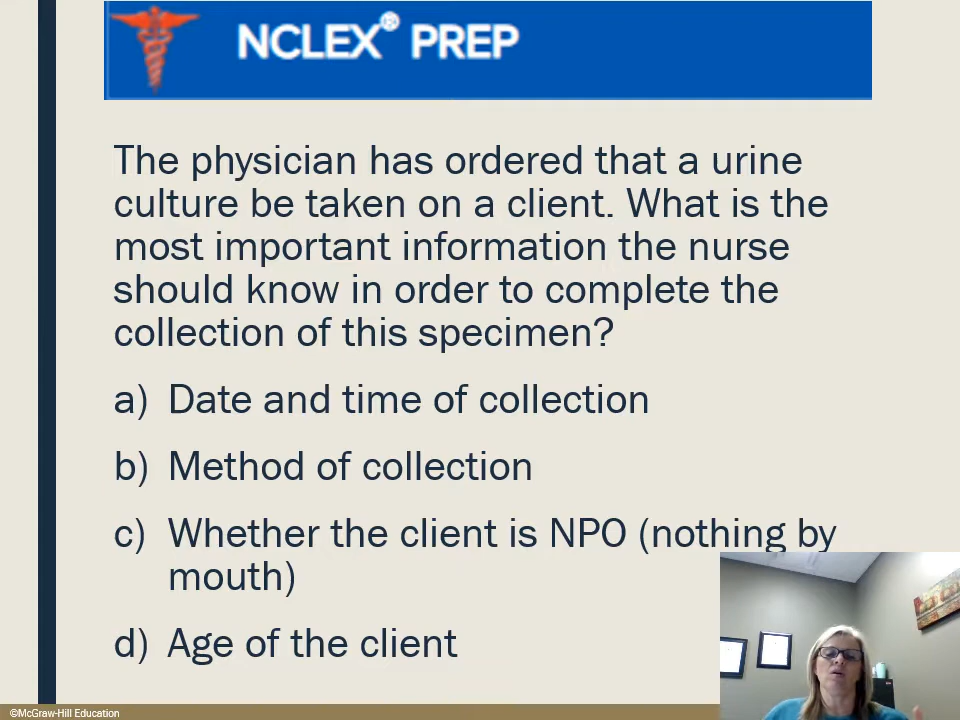 NCLEX® PREP
The physician has ordered that a urine
culture be taken on a client. What is the
most important information the nurse
should know in order to complete the
collection of this specimen?
a) Date and time of collection
b) Method of collection
c) Whether the client is NPO (nothing by
mouth)
d) Age of the client
©McGraw-Hill Education